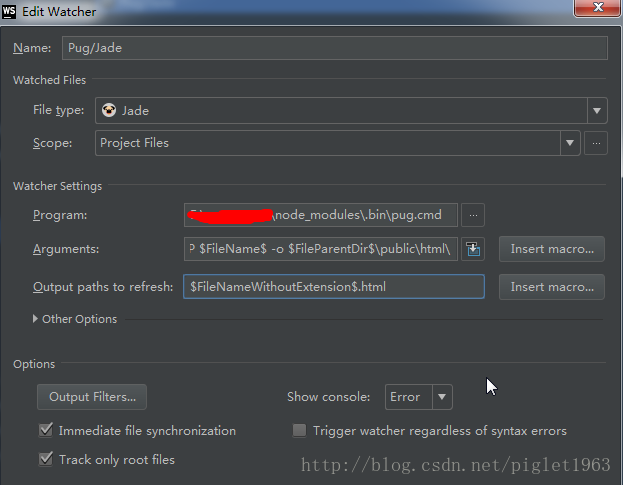 WS Edit Watcher
Name: Pug/Jade
Watched Files
File type: Jade
Scope: Project Files ...
Watcher Settings
Program: \node_modules\.bin\pug.cmd ...
Arguments: P $FileName$ -o $FileParentDir$\public\html\ Insert macro...
Output paths to refresh: $FileNameWithoutExtension$.html Insert macro...
Other Options
Options
Output Filters... Show console: Error
Immediate file synchronization Trigger watcher regardless of syntax errors
Track only root files
http://blog.csdn.net/piglet1963